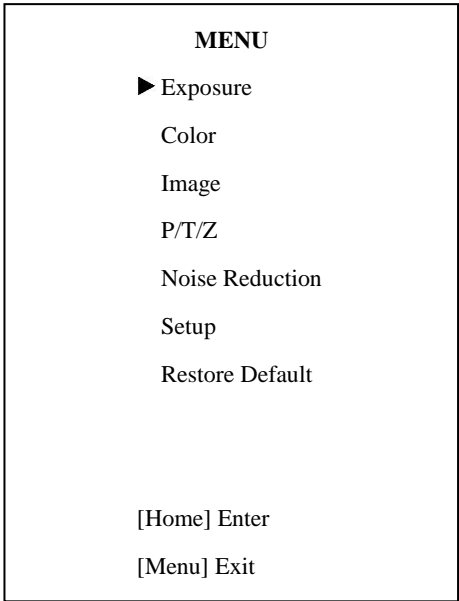 MENU
▶ Exposure
Color
Image
P/T/Z
Noise Reduction
Setup
Restore Default
[Home] Enter
[Menu] Exit